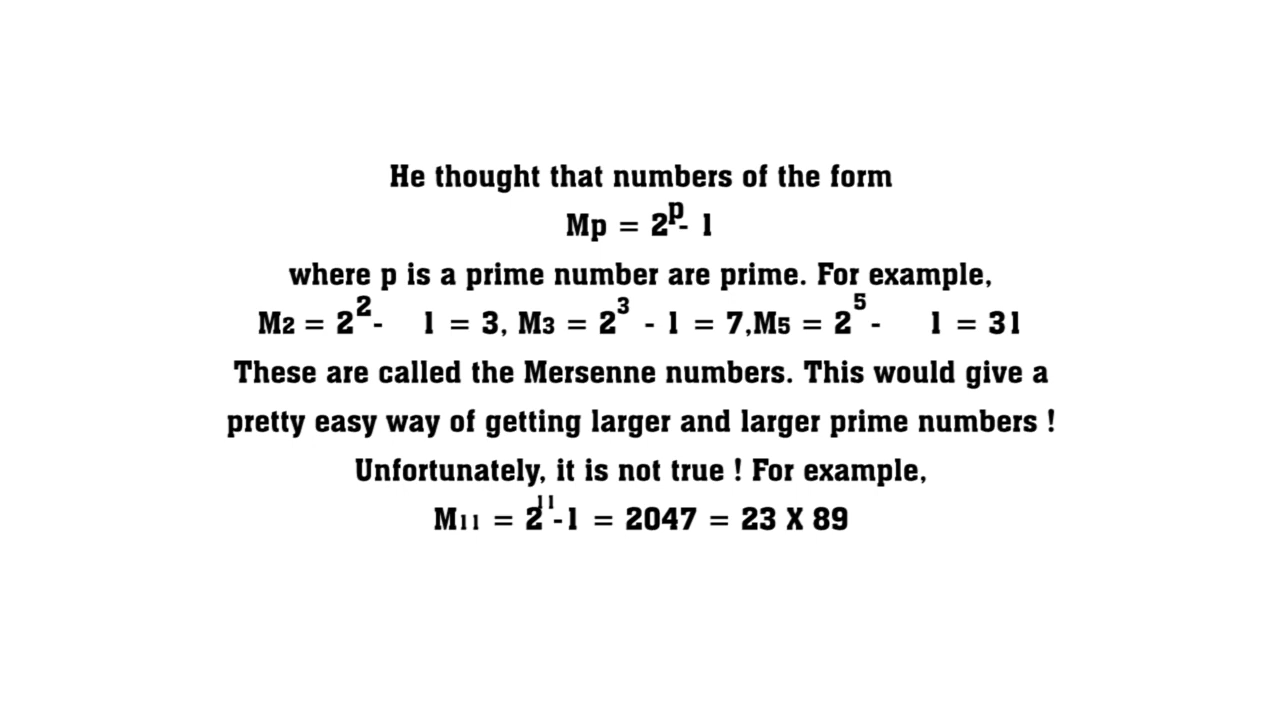 He thought that numbers of the form
Mp = 2ᵖ- 1
where p is a prime number are prime. For example,
M₂ = 2²- 1 = 3, M₃ = 2³ - 1 = 7,M₅ = 2⁵- 1 = 31
These are called the Mersenne numbers. This would give a
pretty easy way of getting larger and larger prime numbers !
Unfortunately, it is not true ! For example,
M₁₁ = 2¹¹-1 = 2047 = 23 X 89